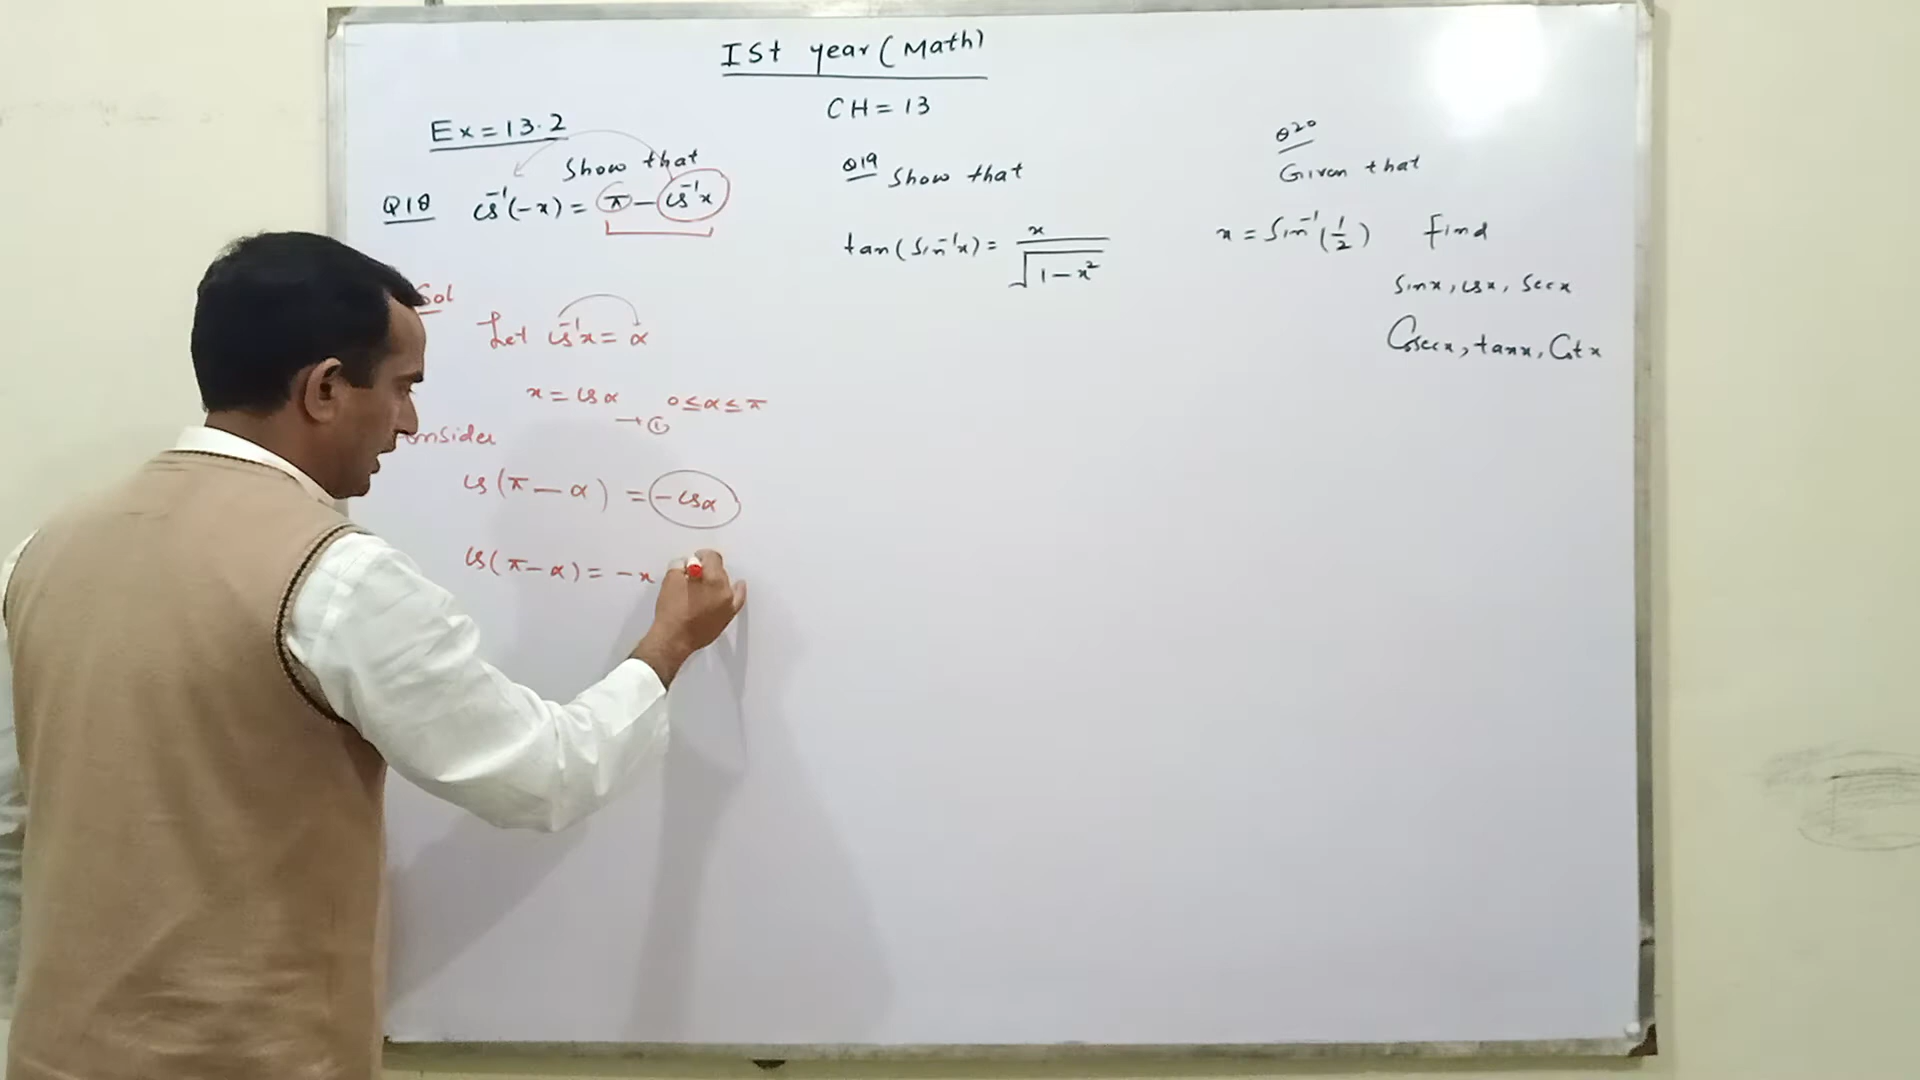 ISt year (Math)
CH = 13
Ex = 13.2
Show that
Q18 cos⁻¹(-x) = π - cos⁻¹x
Sol
Let cos⁻¹x = α
x = cos α → ① 0 ≤ α ≤ π
onsider
cos(π - α) = - cos α
cos(π - α) = - x
Q19 Show that
tan(Sin⁻¹x) = x / √(1 - x²)
Q20
Given that
x = Sin⁻¹(1/2) Find
Sinx, cosx, Secx
Cosecx, tanx, Cotx